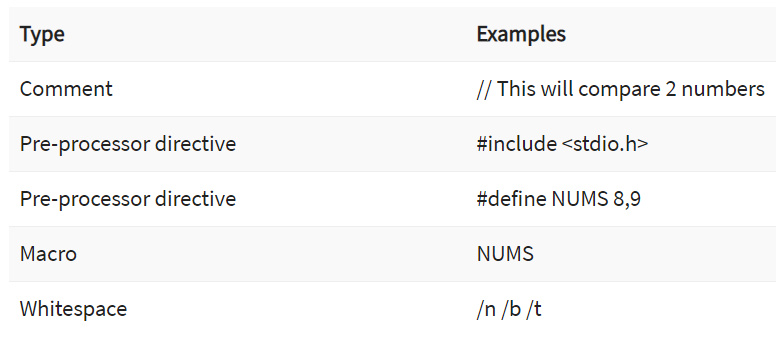 Type Examples
Comment // This will compare 2 numbers
Pre-processor directive #include <stdio.h>
Pre-processor directive #define NUMS 8,9
Macro NUMS
Whitespace /n /b /t